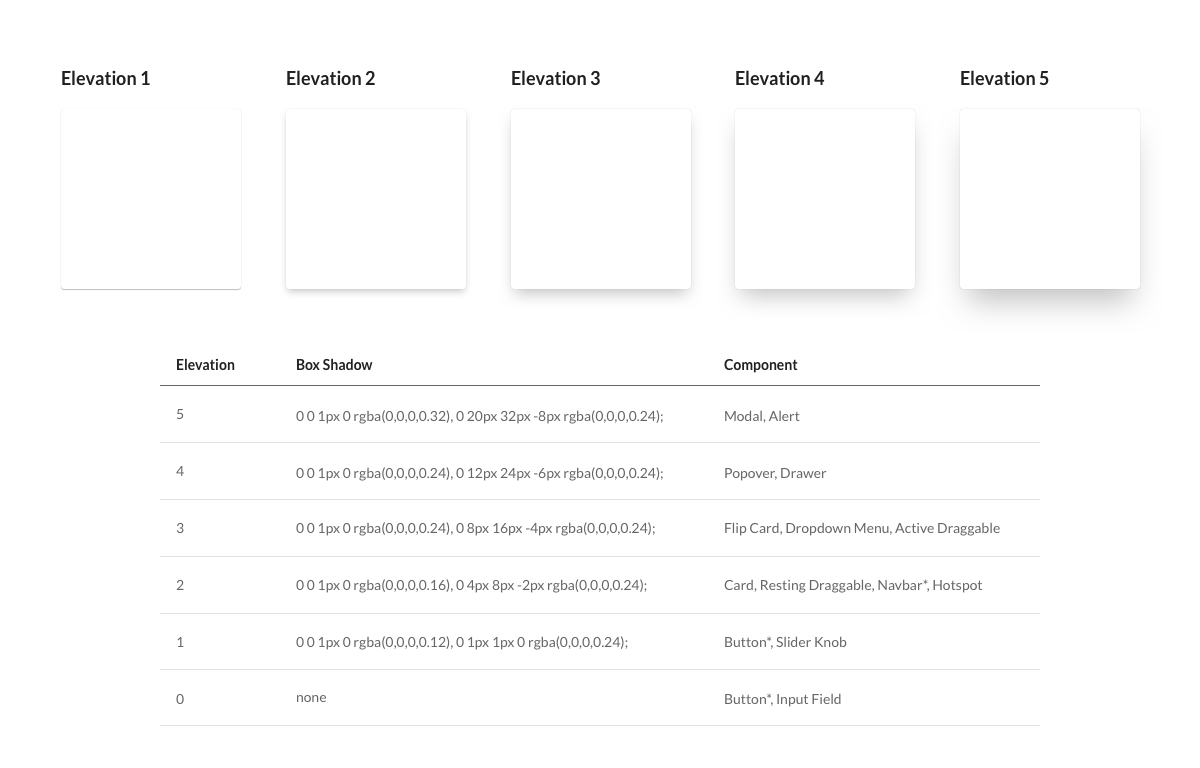 Elevation 1 Elevation 2 Elevation 3 Elevation 4 Elevation 5
Elevation Box Shadow Component
5 0 0 1px 0 rgba(0,0,0,0.32), 0 20px 32px -8px rgba(0,0,0,0.24); Modal, Alert
4 0 0 1px 0 rgba(0,0,0,0.24), 0 12px 24px -6px rgba(0,0,0,0.24); Popover, Drawer
3 0 0 1px 0 rgba(0,0,0,0.24), 0 8px 16px -4px rgba(0,0,0,0.24); Flip Card, Dropdown Menu, Active Draggable
2 0 0 1px 0 rgba(0,0,0,0.16), 0 4px 8px -2px rgba(0,0,0,0.24); Card, Resting Draggable, Navbar*, Hotspot
1 0 0 1px 0 rgba(0,0,0,0.12), 0 1px 1px 0 rgba(0,0,0,0.24); Button*, Slider Knob
0 none Button*, Input Field